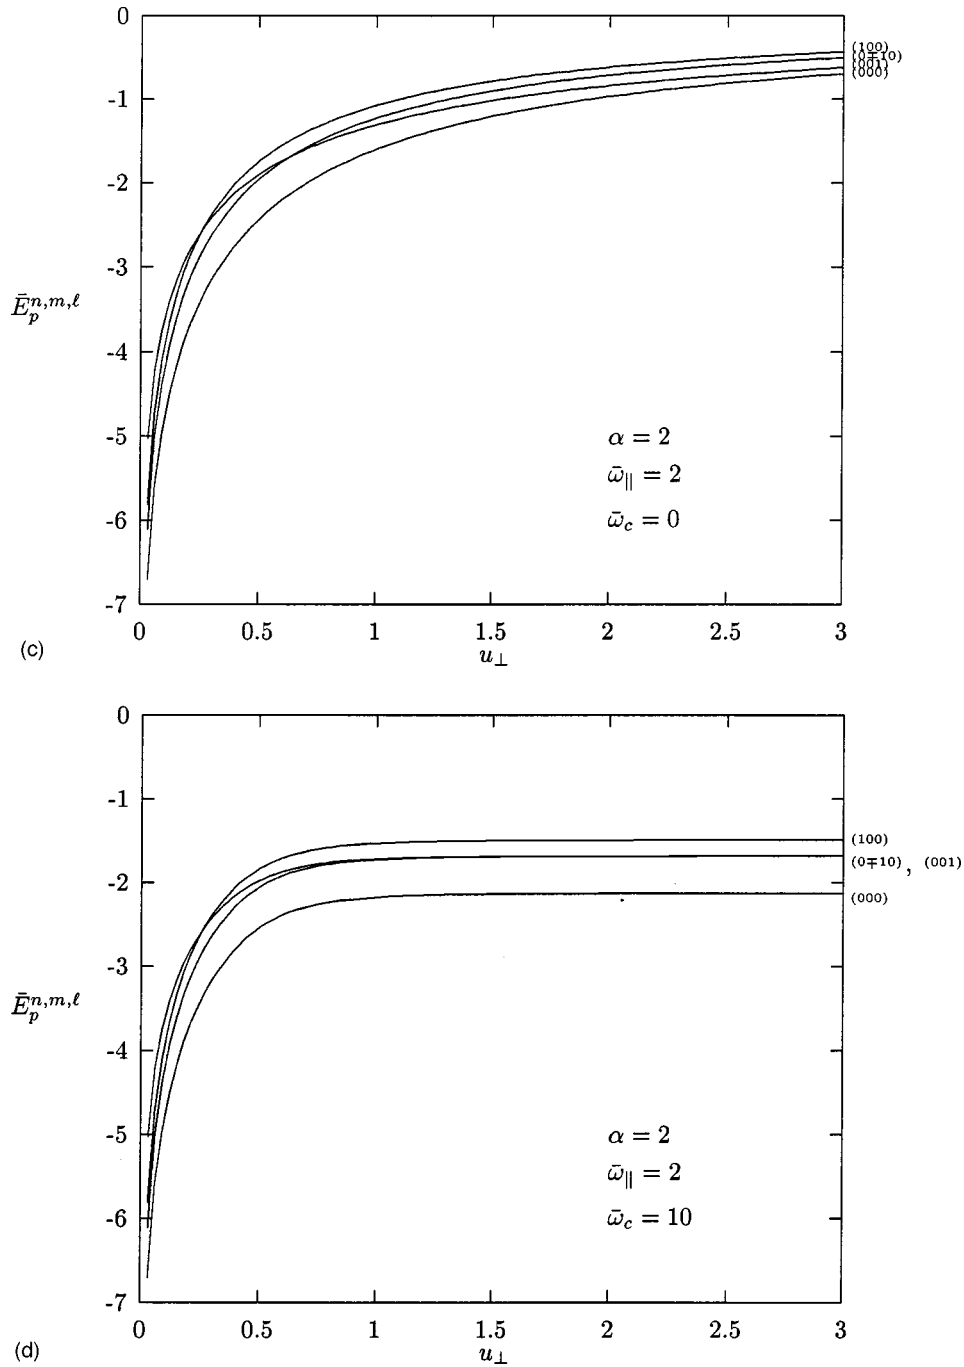 0
-1
-2
-3
-4
-5
-6
-7
Ē_p^{n,m,ℓ}
(100)
(0∓10)
(001)
(000)
α = 2
ω̄_∥ = 2
ω̄_c = 0
0 0.5 1 1.5 2 2.5 3
u_⊥
(c)
0
-1
-2
-3
-4
-5
-6
-7
Ē_p^{n,m,ℓ}
(100)
(0∓10) , (001)
(000)
α = 2
ω̄_∥ = 2
ω̄_c = 10
0 0.5 1 1.5 2 2.5 3
u_⊥
(d)